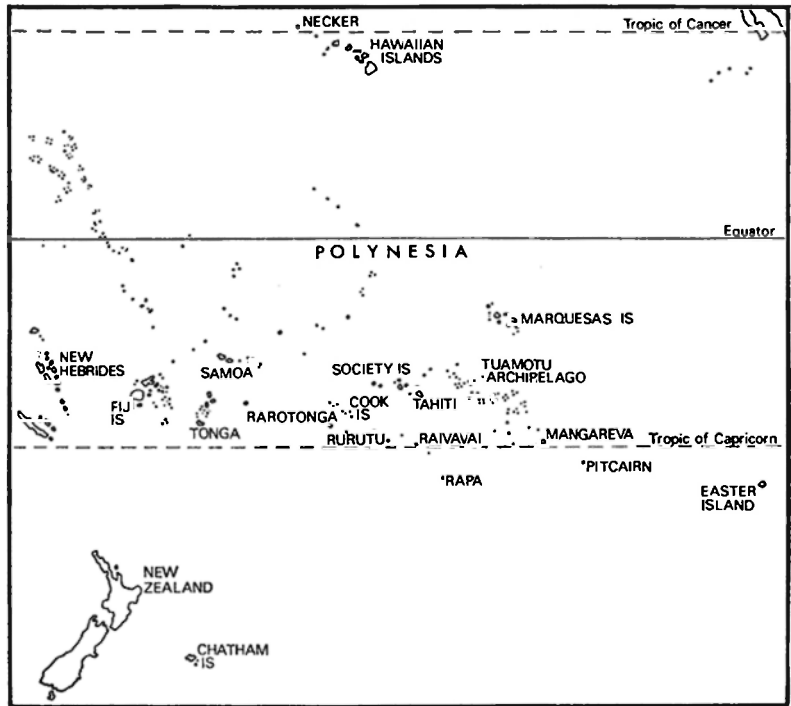 NECKER
Tropic of Cancer
HAWAIIAN
ISLANDS
Equator
POLYNESIA
MARQUESAS IS
NEW
HEBRIDES
SAMOA
SOCIETY IS
TUAMOTU
ARCHIPELAGO
FIJ
IS
TONGA
RAROTONGA
COOK
IS
TAHITI
RURUTU
RAIVAVAI
MANGAREVA
Tropic of Capricorn
RAPA
PITCAIRN
EASTER
ISLAND
NEW
ZEALAND
CHATHAM
IS